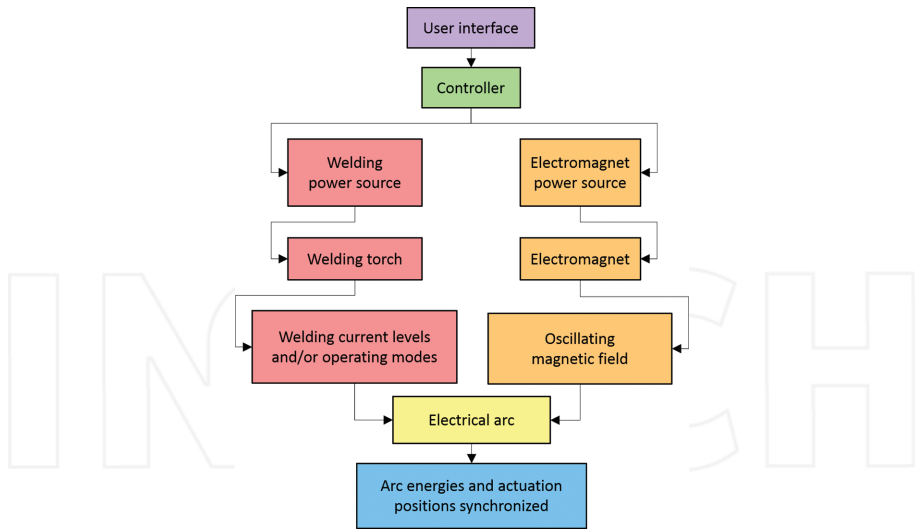 User interface
Controller
Welding
power source
Electromagnet
power source
Welding torch
Electromagnet
Welding current levels
and/or operating modes
Oscillating
magnetic field
Electrical arc
Arc energies and actuation
positions synchronized